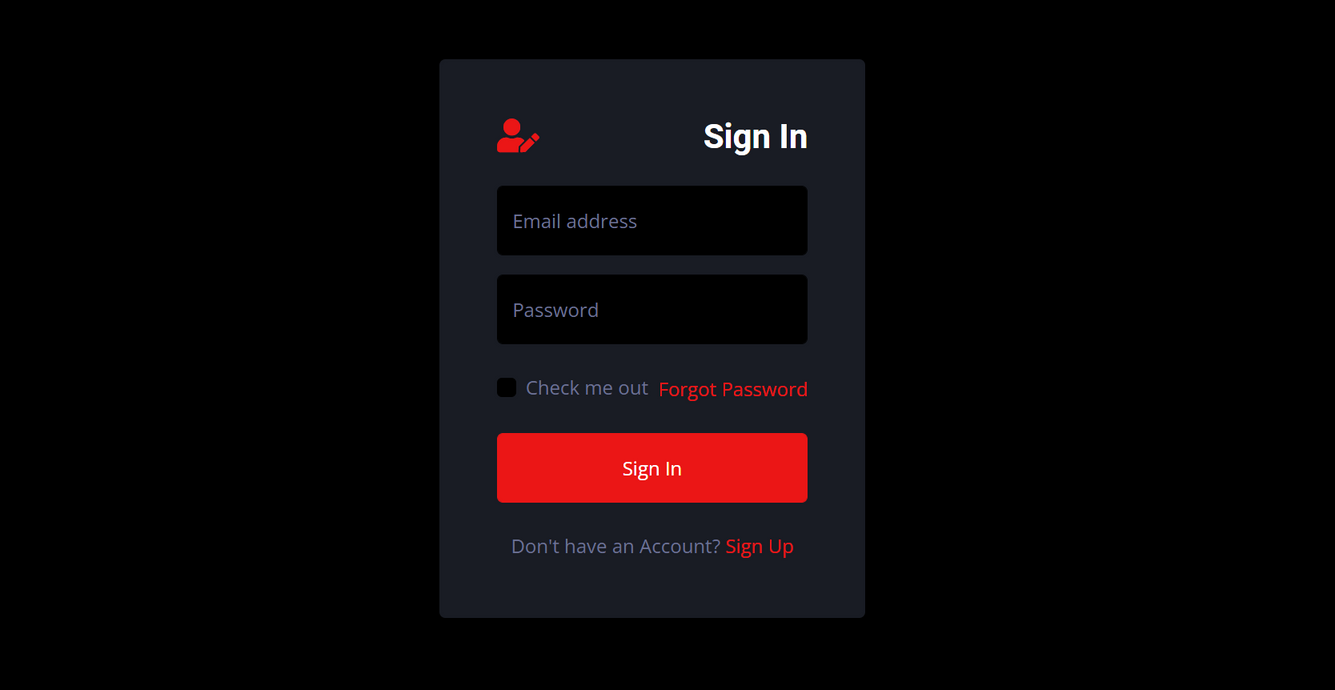 Sign In
Email address
Password
Check me out Forgot Password
Sign In
Don't have an Account? Sign Up